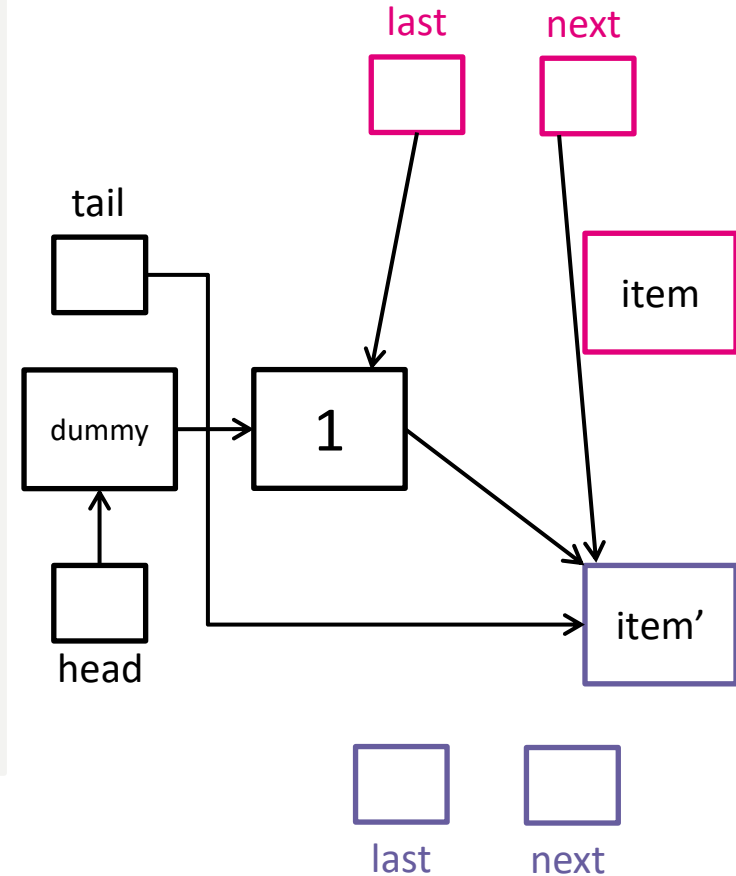 last
next
tail
item
dummy
1
item’
head
last
next